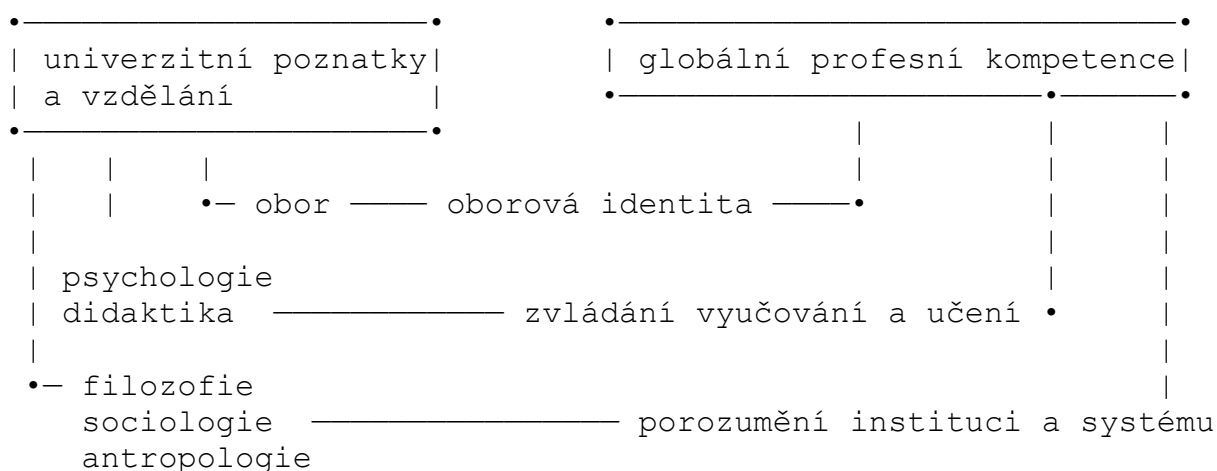 univerzitní poznatky globální profesní kompetence
a vzdělání
obor oborová identita
psychologie
didaktika zvládání vyučování a učení
filozofie
sociologie porozumění instituci a systému
antropologie